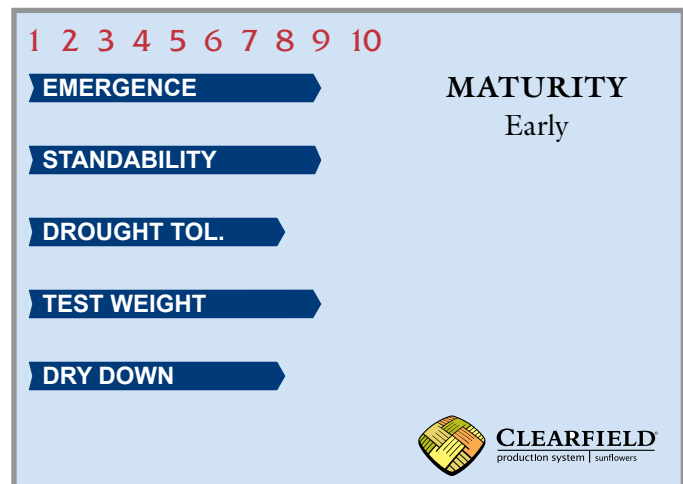 1 2 3 4 5 6 7 8 9 10
EMERGENCE
MATURITY
Early
STANDABILITY
DROUGHT TOL.
TEST WEIGHT
DRY DOWN
CLEARFIELD®
production system | sunflowers